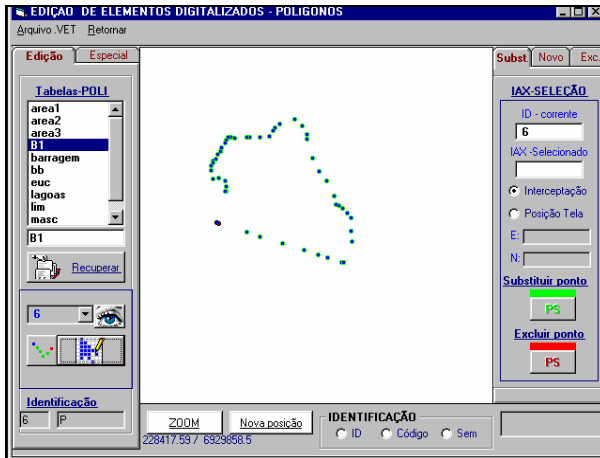 EDIÇÃO DE ELEMENTOS DIGITALIZADOS - POLIGONOS
Arquivo .VET Retornar
Edição Especial
Tabelas-POLI
area1
area2
area3
B1
barragem
bb
euc
lagoas
lim
masc
B1
Recuperar
6
Identificação
6 P
ZOOM Nova posição
228417.59 / 6929858.5
IDENTIFICAÇÃO
ID Código Sem
Subst. Novo Exc.
IAX-SELEÇÃO
ID - corrente
6
IAX -Selecionado
Interceptação
Posição Tela
E:
N:
Substituir ponto
PS
Excluir ponto
PS